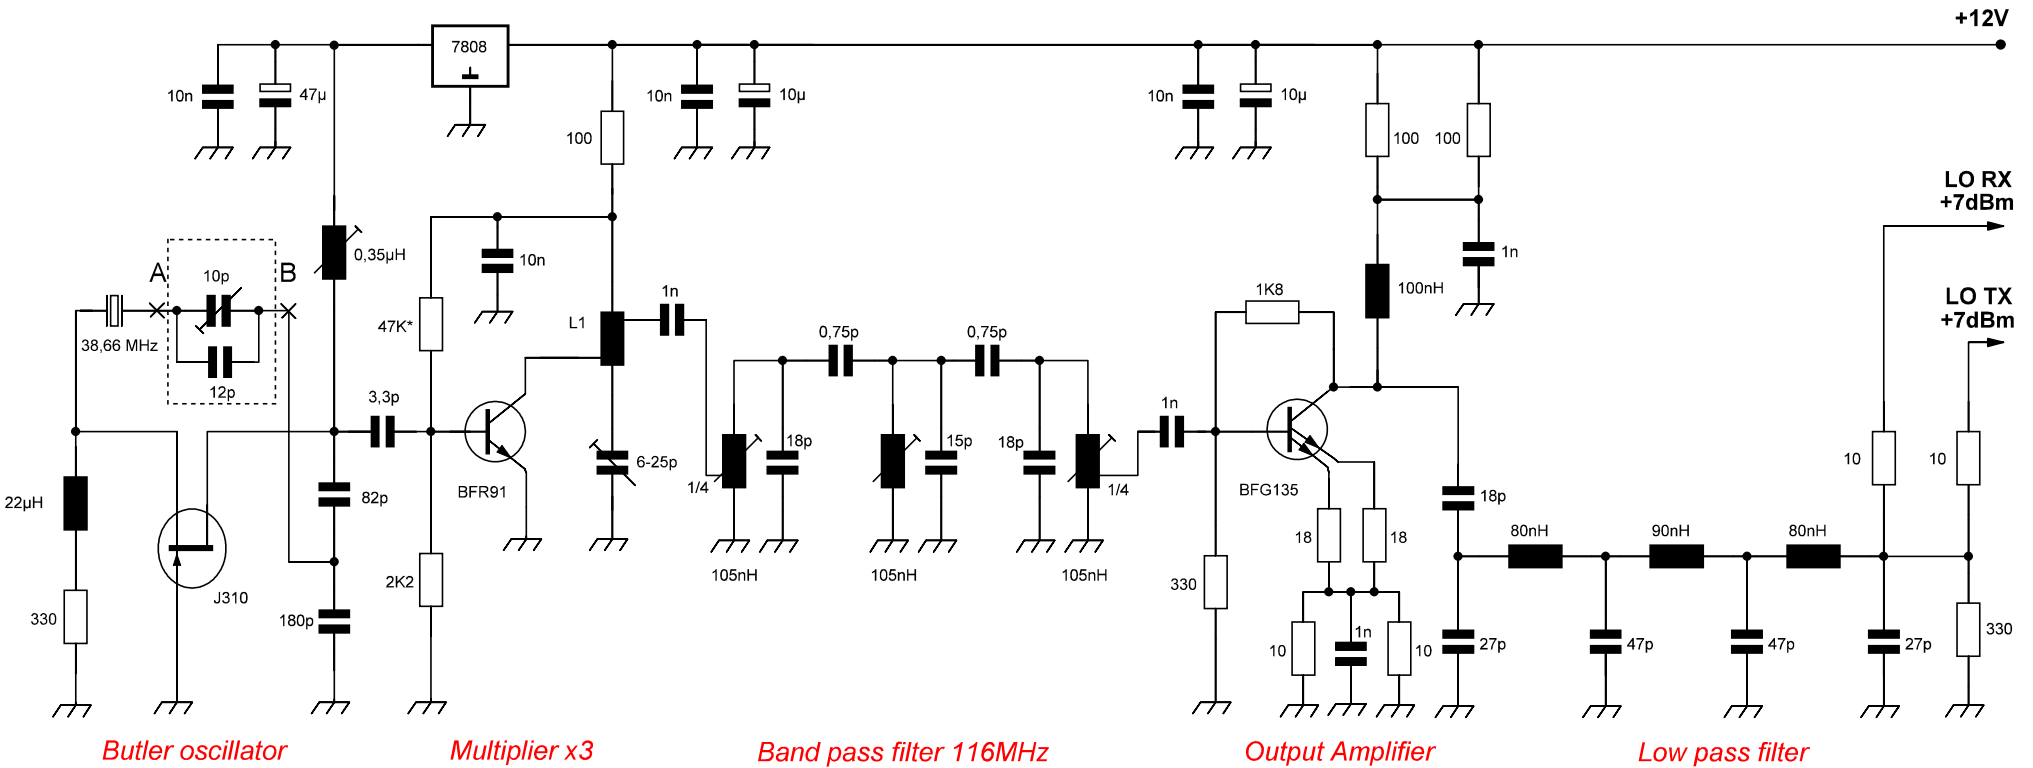 +12V
7808
10n
47µ
10n
10µ
10n
10µ
100
100
100
LO RX
+7dBm
0,35µH
A
10p
B
10n
1n
1n
100nH
1K8
LO TX
+7dBm
38,66 MHz
12p
47K*
L1
0,75p
0,75p
3,3p
1n
BFR91
6-25p
1/4
18p
15p
18p
1/4
BFG135
10
10
22µH
82p
18p
80nH
90nH
80nH
18
18
105nH
105nH
105nH
J310
2K2
330
330
180p
1n
10
10
27p
47p
47p
27p
330
Butler oscillator
Multiplier x3
Band pass filter 116MHz
Output Amplifier
Low pass filter